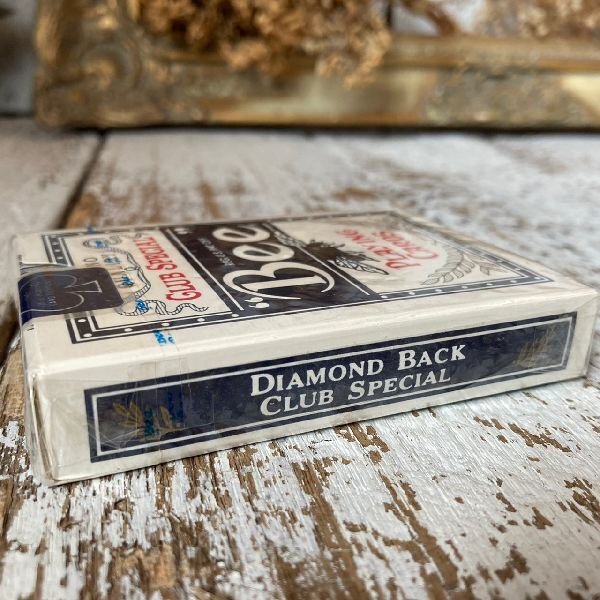 DIAMOND BACK
CLUB SPECIAL
"Bee"
PLAYING
CARDS
CLUB SPECIAL